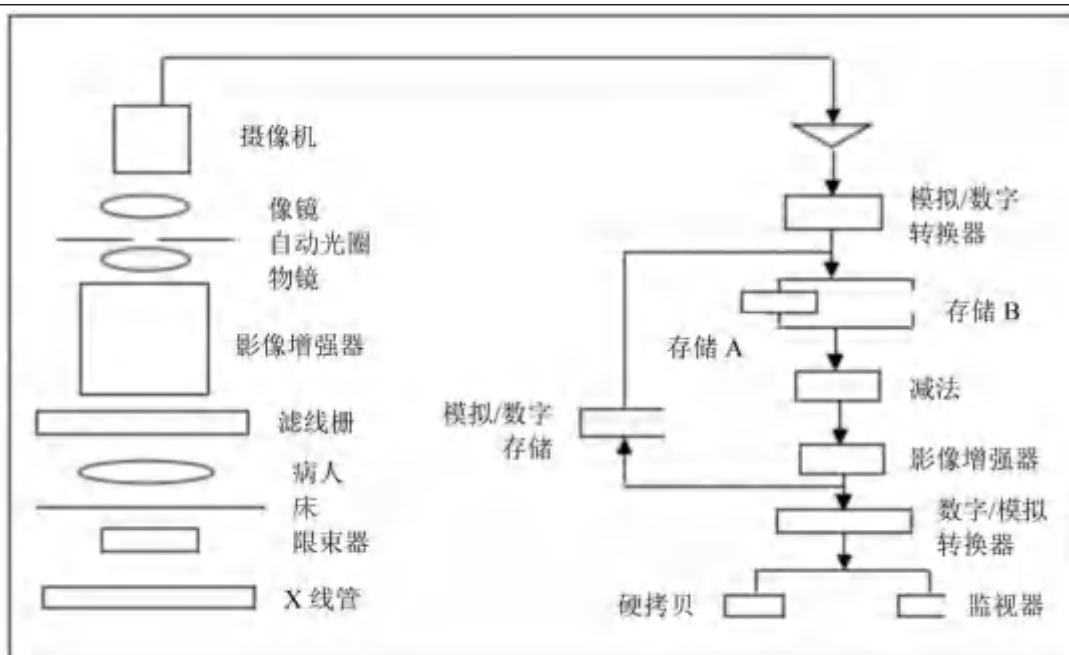 摄像机
像镜
自动光圈
物镜
影像增强器
滤线栅
病人
床
限束器
X 线管
模拟/数字
转换器
存储 B
存储 A
减法
模拟/数字
存储
影像增强器
数字/模拟
转换器
硬拷贝
监视器